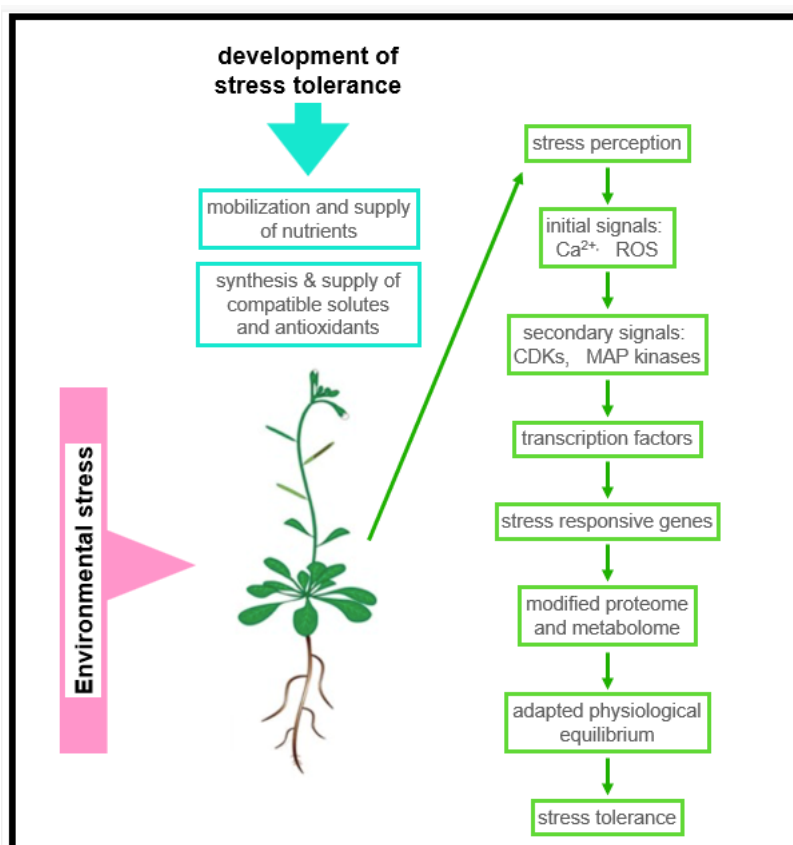 development of
stress tolerance
mobilization and supply
of nutrients
synthesis & supply of
compatible solutes
and antioxidants
Environmental stress
stress perception
initial signals:
Ca²⁺· ROS
secondary signals:
CDKs, MAP kinases
transcription factors
stress responsive genes
modified proteome
and metabolome
adapted physiological
equilibrium
stress tolerance